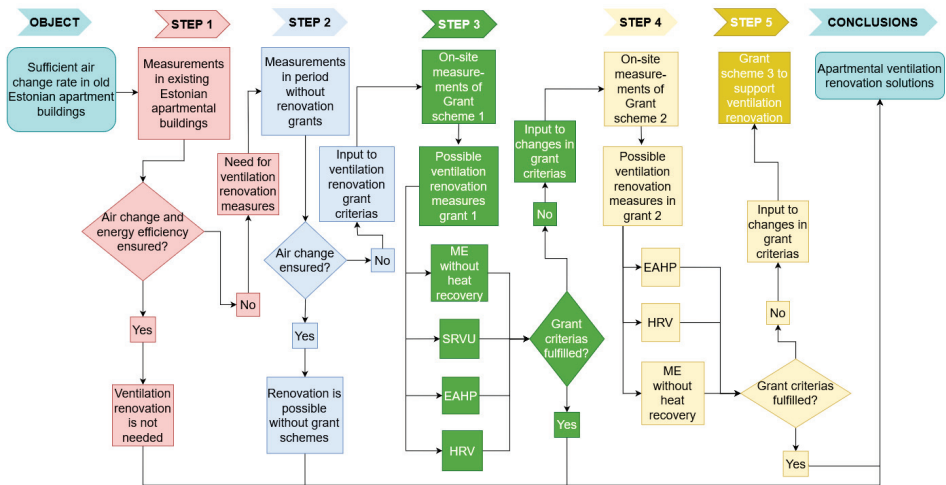 OBJECT
STEP 1
STEP 2
STEP 3
STEP 4
STEP 5
CONCLUSIONS
Sufficient air
change rate in old
Estonian apartment
buildings
Measurements
in existing
Estonian
apartmental
buildings
Need for
ventilation
renovation
measures
Air change and
energy efficiency
ensured?
No
Yes
Ventilation
renovation
is not
needed
Measurements
in period
without
renovation
grants
Input to
ventilation
renovation
grant
criterias
Air change
ensured?
No
Yes
Renovation is
possible
without grant
schemes
On-site
measure-
ments of
Grant
scheme 1
Possible
ventilation
renovation
measures
grant 1
ME
without
heat
recovery
SRVU
EAHP
HRV
Input to
changes in
grant
criterias
No
Grant
criterias
fulfilled?
Yes
On-site
measure-
ments of
Grant
scheme 2
Possible
ventilation
renovation
measures in
grant 2
EAHP
HRV
ME
without
heat
recovery
Grant
scheme 3 to
support
ventilation
renovation
Input to
changes in
grant
criterias
No
Grant criterias
fulfilled?
Yes
Apartmental ventilation
renovation solutions